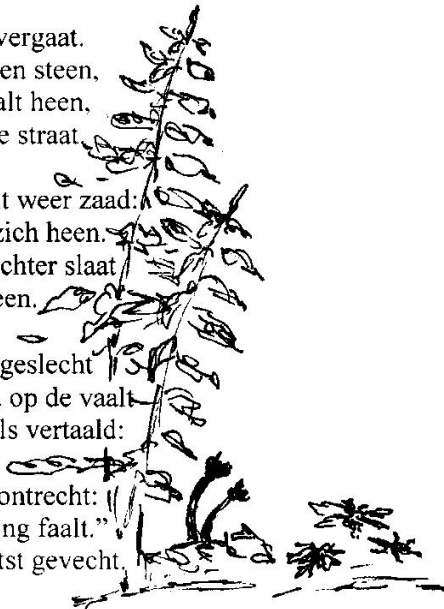 vergaat.
en steen,
alt heen,
e straat,
t weer zaad:
zich heen.
chter slaat
een.
geslecht
op de vaalt
ls vertaald:
ontrecht:
ng faalt.”
tst gevecht.